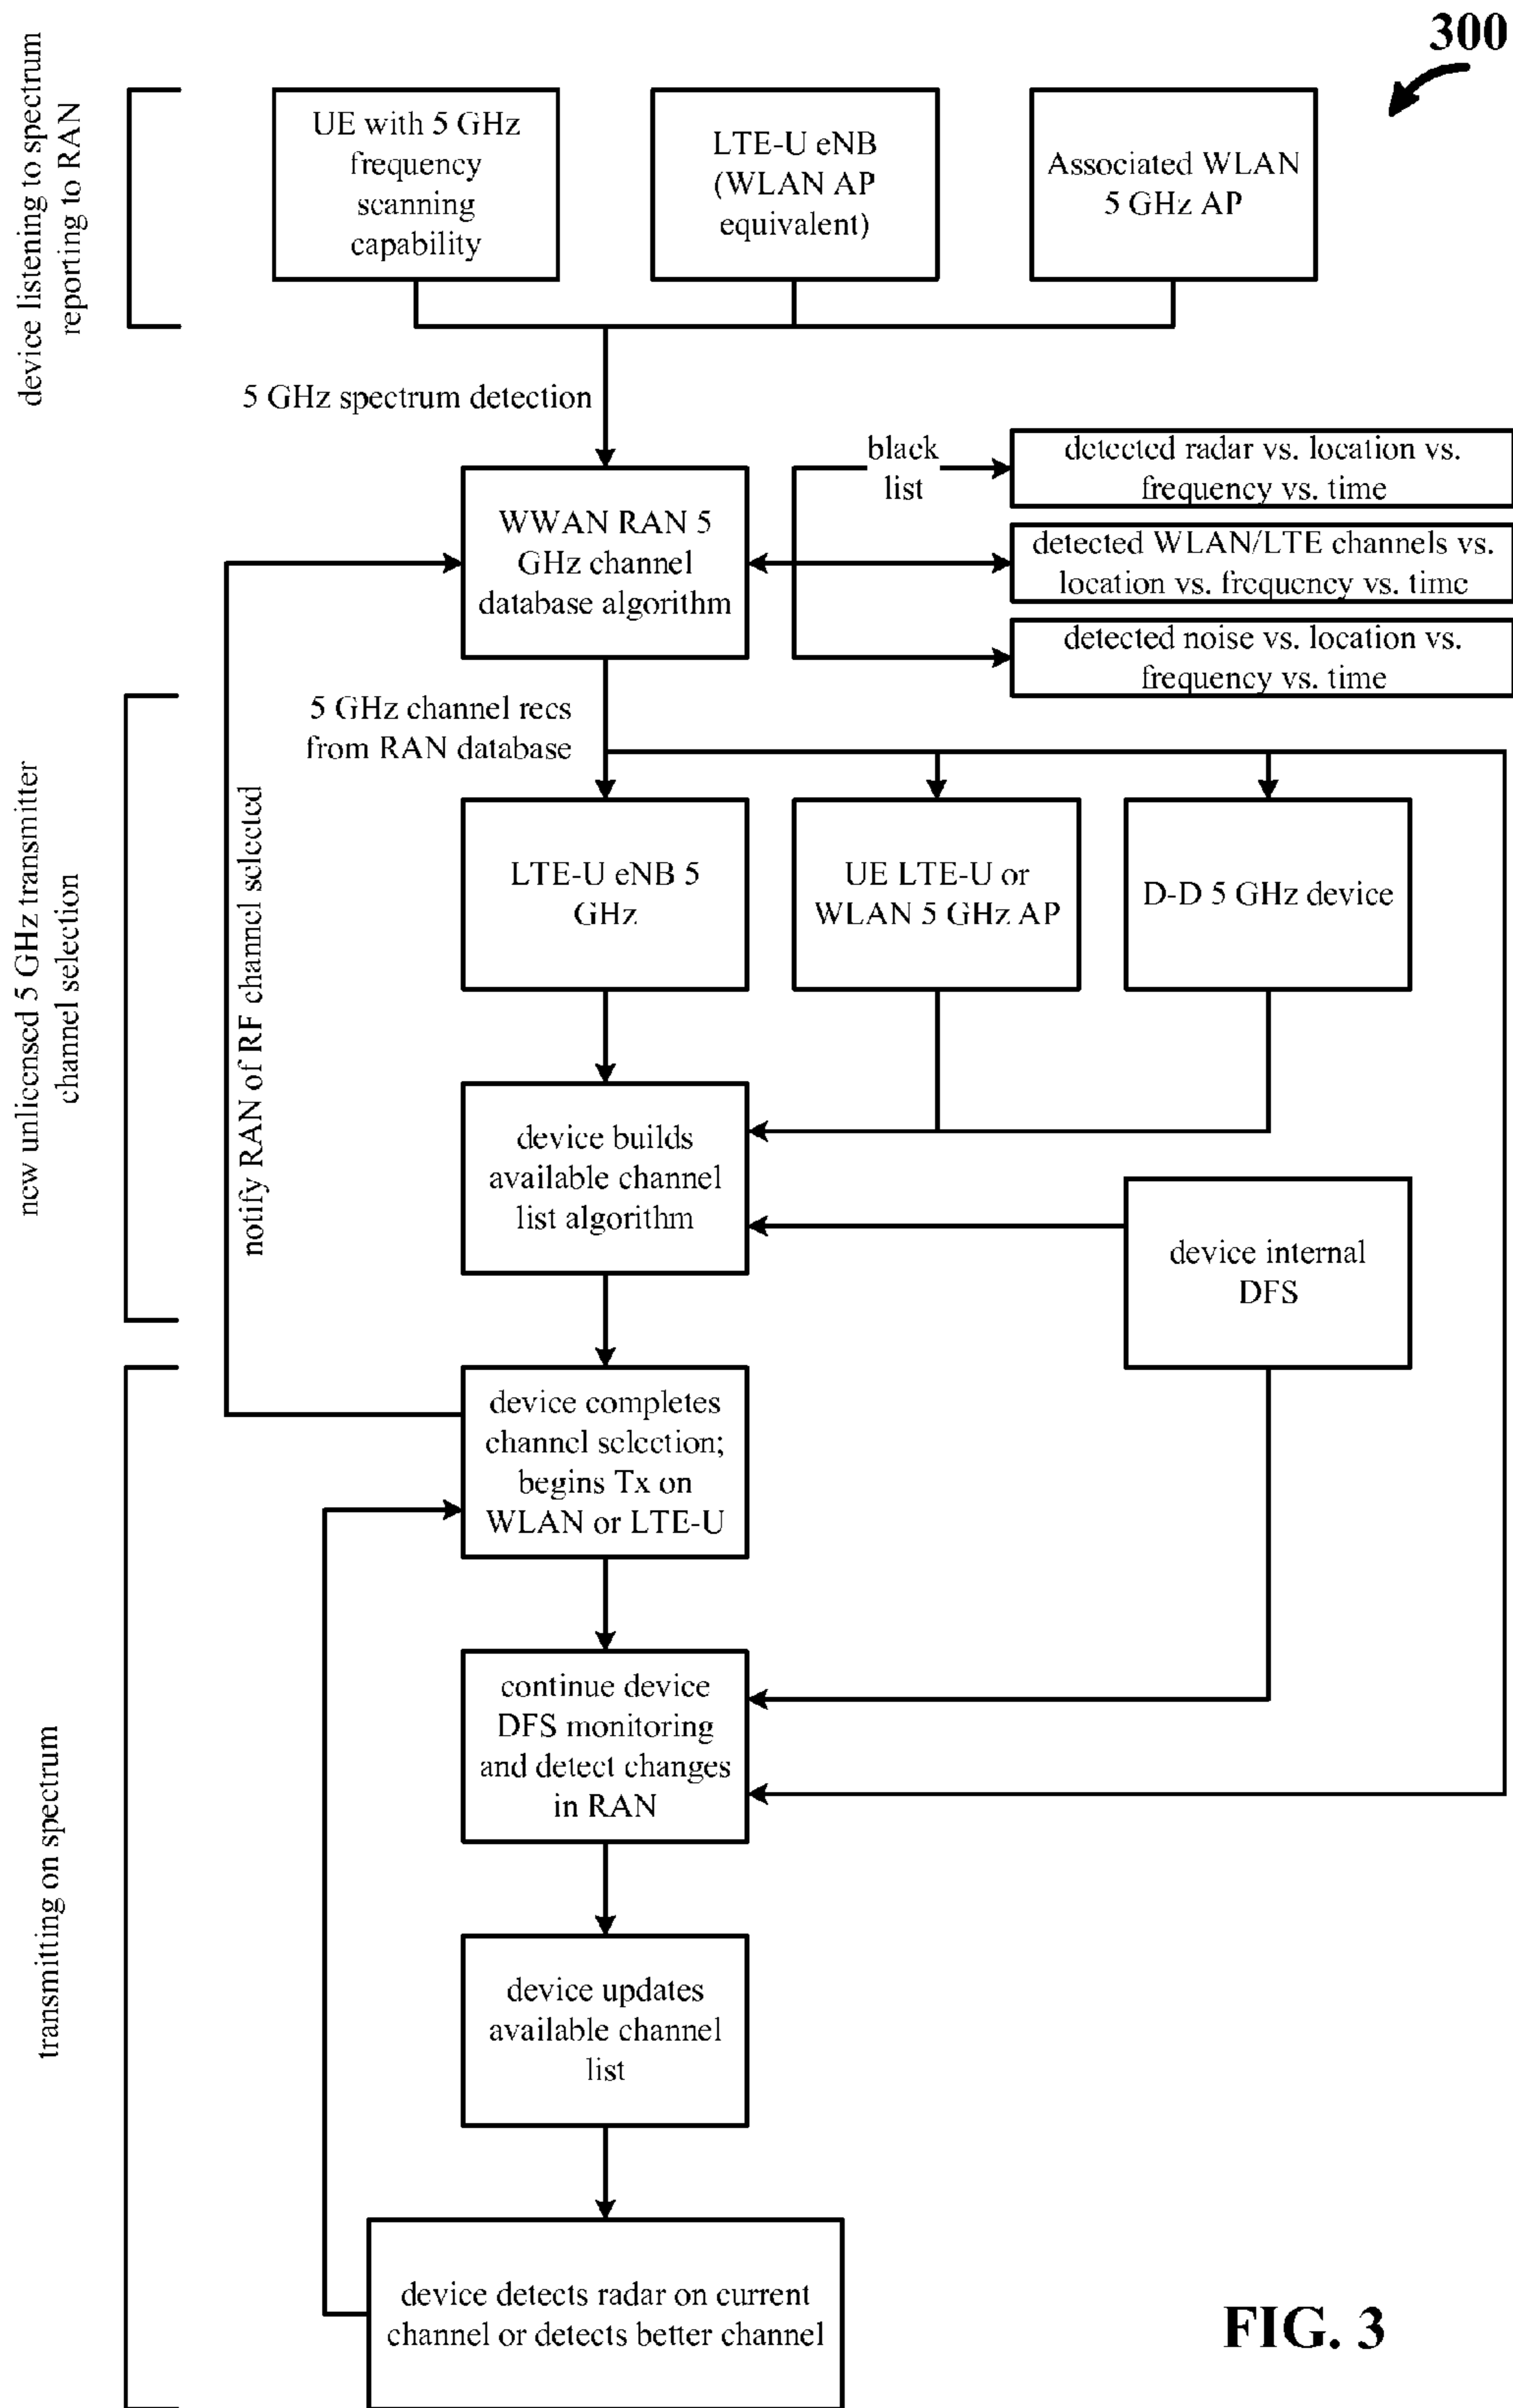 300
device listening to spectrum
reporting to RAN
UE with 5 GHz
frequency
scanning
capability
LTE-U eNB
(WLAN AP
equivalent)
Associated WLAN
5 GHz AP
5 GHz spectrum detection
WWAN RAN 5
GHz channel
database algorithm
black
list
detected radar vs. location vs.
frequency vs. time
detected WLAN/LTE channels vs.
location vs. frequency vs. time
detected noise vs. location vs.
frequency vs. time
new unlicensed 5 GHz transmitter
channel selection
notify RAN of RF channel selected
5 GHz channel recs
from RAN database
LTE-U eNB 5
GHz
UE LTE-U or
WLAN 5 GHz AP
D-D 5 GHz device
device builds
available channel
list algorithm
device internal
DFS
transmitting on spectrum
device completes
channel selection;
begins Tx on
WLAN or LTE-U
continue device
DFS monitoring
and detect changes
in RAN
device updates
available channel
list
device detects radar on current
channel or detects better channel
FIG. 3